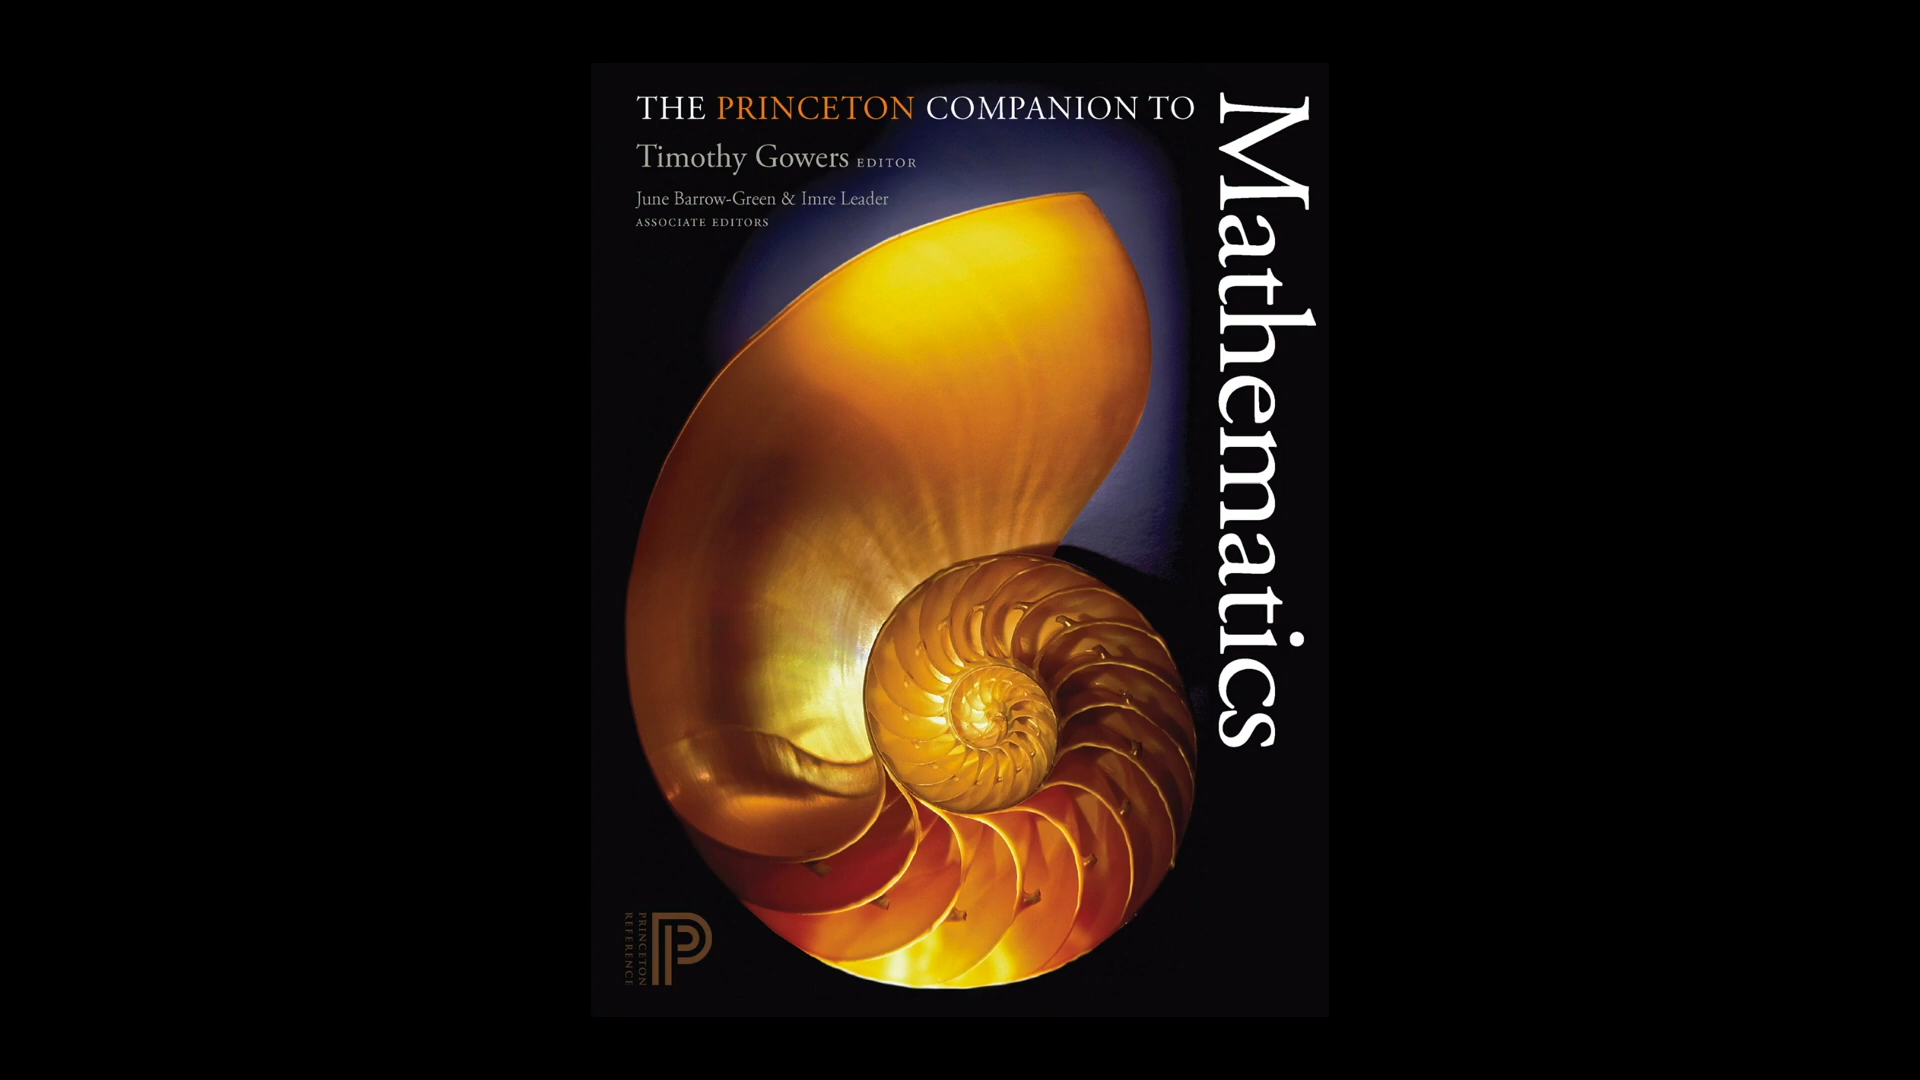 THE PRINCETON COMPANION TO
Mathematics
Timothy Gowers EDITOR
June Barrow-Green & Imre Leader
ASSOCIATE EDITORS
PRINCETON
REFERENCE